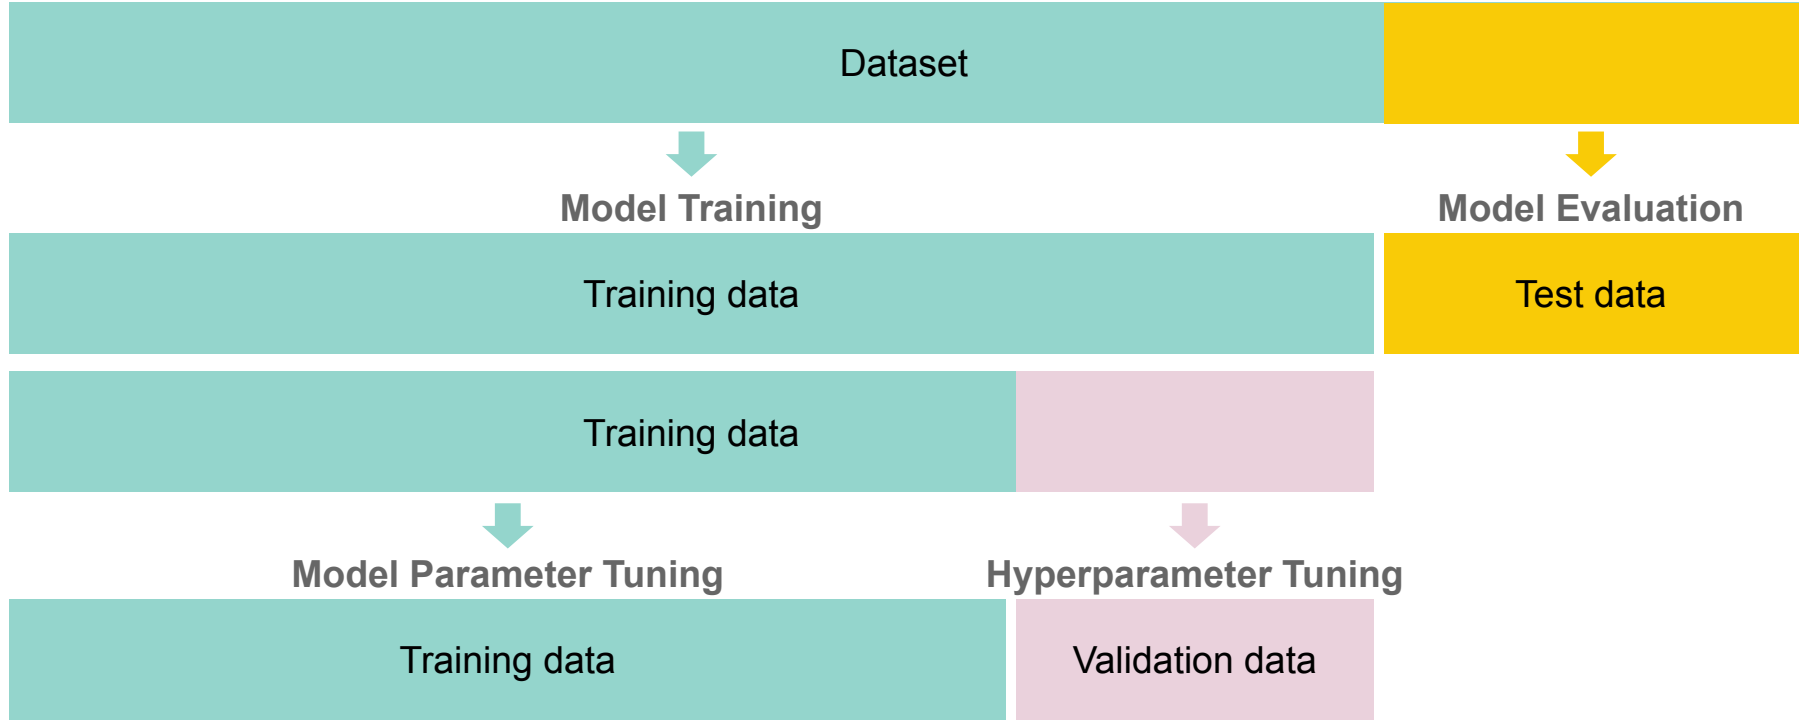 Dataset
Model Training
Model Evaluation
Training data
Test data
Training data
Model Parameter Tuning
Hyperparameter Tuning
Training data
Validation data